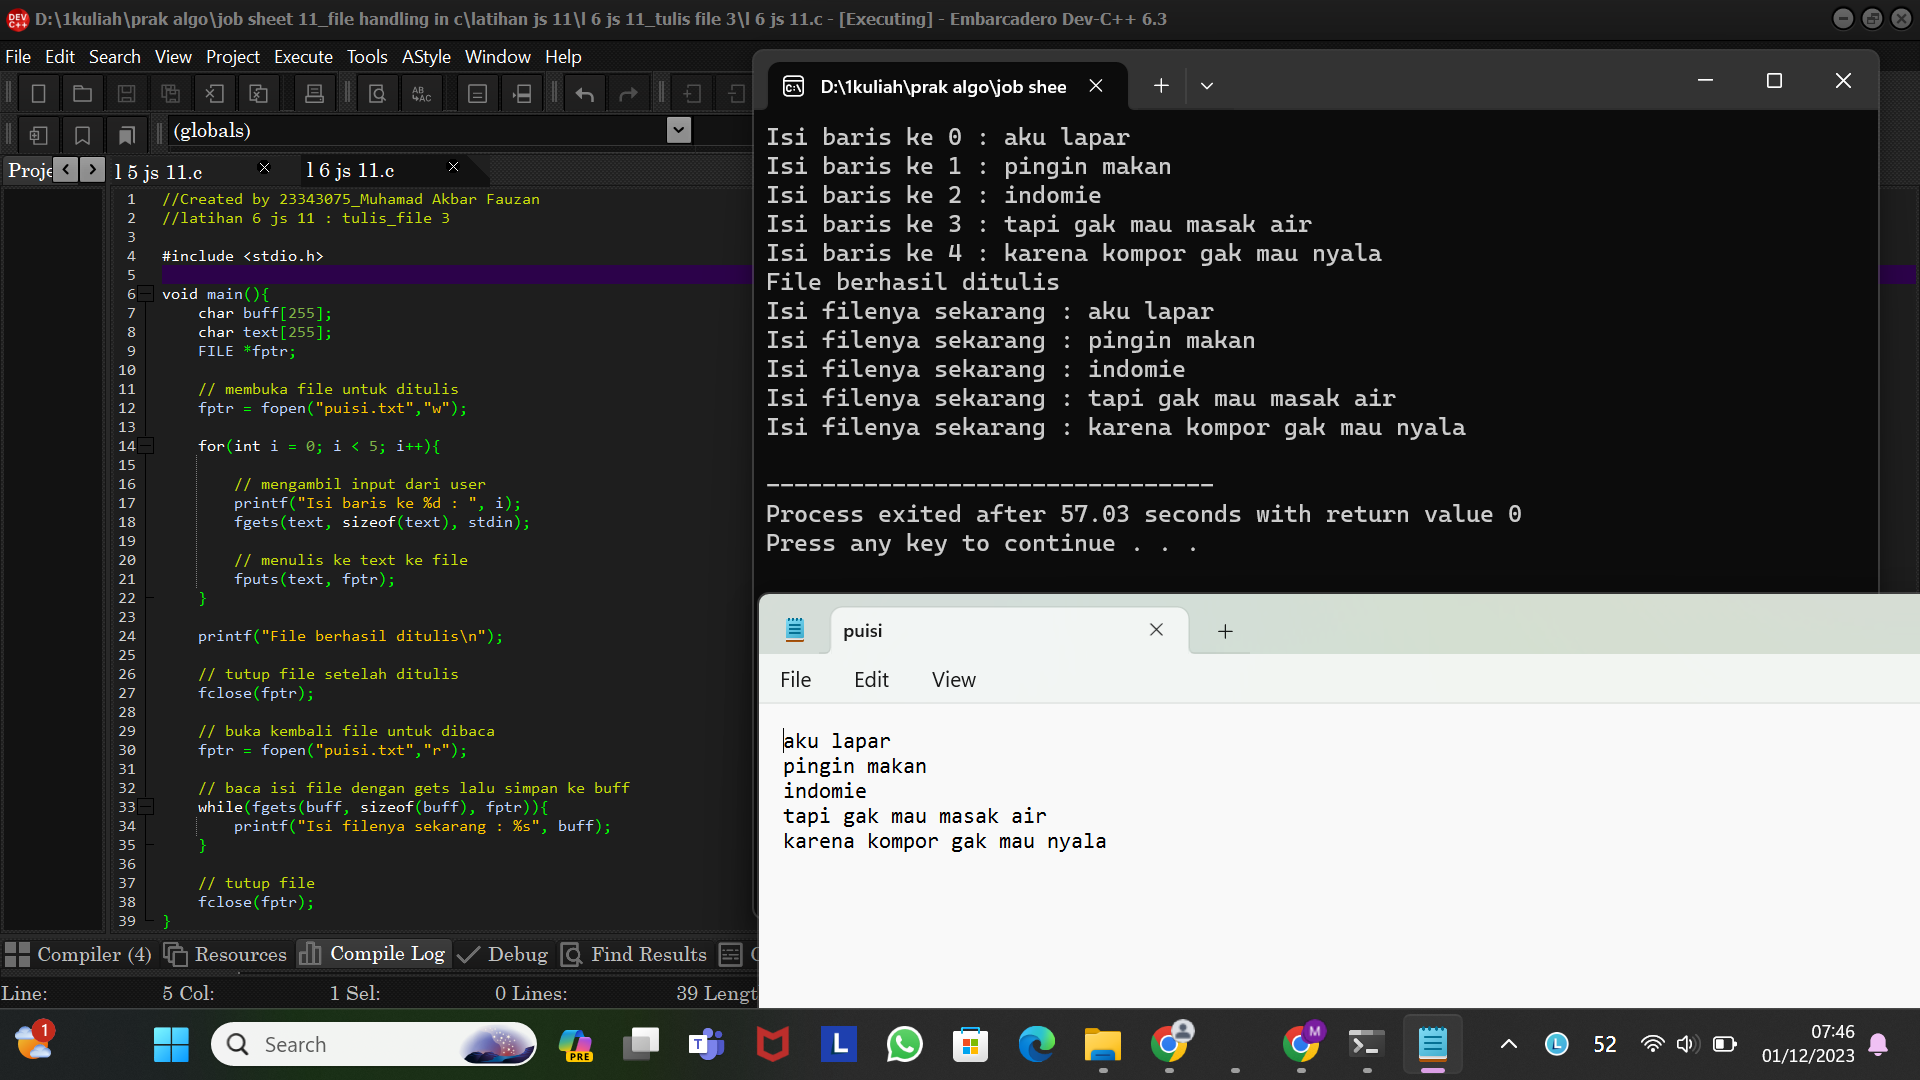 D:\1kuliah\prak algo\job sheet 11_file handling in c\latihan js 11\l 6 js 11_tulis file 3\l 6 js 11.c - [Executing] - Embarcadero Dev-C++ 6.3
File Edit Search View Project Execute Tools AStyle Window Help
(globals)
Proje
l 5 js 11.c
l 6 js 11.c
1 //Created by 23343075_Muhamad Akbar Fauzan
2 //latihan 6 js 11 : tulis_file 3
3
4 #include <stdio.h>
5
6 void main(){
7 char buff[255];
8 char text[255];
9 FILE *fptr;
10
11 // membuka file untuk ditulis
12 fptr = fopen("puisi.txt","w");
13
14 for(int i = 0; i < 5; i++){
15
16 // mengambil input dari user
17 printf("Isi baris ke %d : ", i);
18 fgets(text, sizeof(text), stdin);
19
20 // menulis ke text ke file
21 fputs(text, fptr);
22 }
23
24 printf("File berhasil ditulis\n");
25
26 // tutup file setelah ditulis
27 fclose(fptr);
28
29 // buka kembali file untuk dibaca
30 fptr = fopen("puisi.txt","r");
31
32 // baca isi file dengan gets lalu simpan ke buff
33 while(fgets(buff, sizeof(buff), fptr)){
34 printf("Isi filenya sekarang : %s", buff);
35 }
36
37 // tutup file
38 fclose(fptr);
39 }
Compiler (4) Resources Compile Log Debug Find Results
Line: 5 Col: 1 Sel: 0 Lines: 39 Lengt
D:\1kuliah\prak algo\job shee
Isi baris ke 0 : aku lapar
Isi baris ke 1 : pingin makan
Isi baris ke 2 : indomie
Isi baris ke 3 : tapi gak mau masak air
Isi baris ke 4 : karena kompor gak mau nyala
File berhasil ditulis
Isi filenya sekarang : aku lapar
Isi filenya sekarang : pingin makan
Isi filenya sekarang : indomie
Isi filenya sekarang : tapi gak mau masak air
Isi filenya sekarang : karena kompor gak mau nyala
--------------------------------
Process exited after 57.03 seconds with return value 0
Press any key to continue . . .
puisi
File Edit View
aku lapar
pingin makan
indomie
tapi gak mau masak air
karena kompor gak mau nyala
1
Search
PRE
52
07:46
01/12/2023